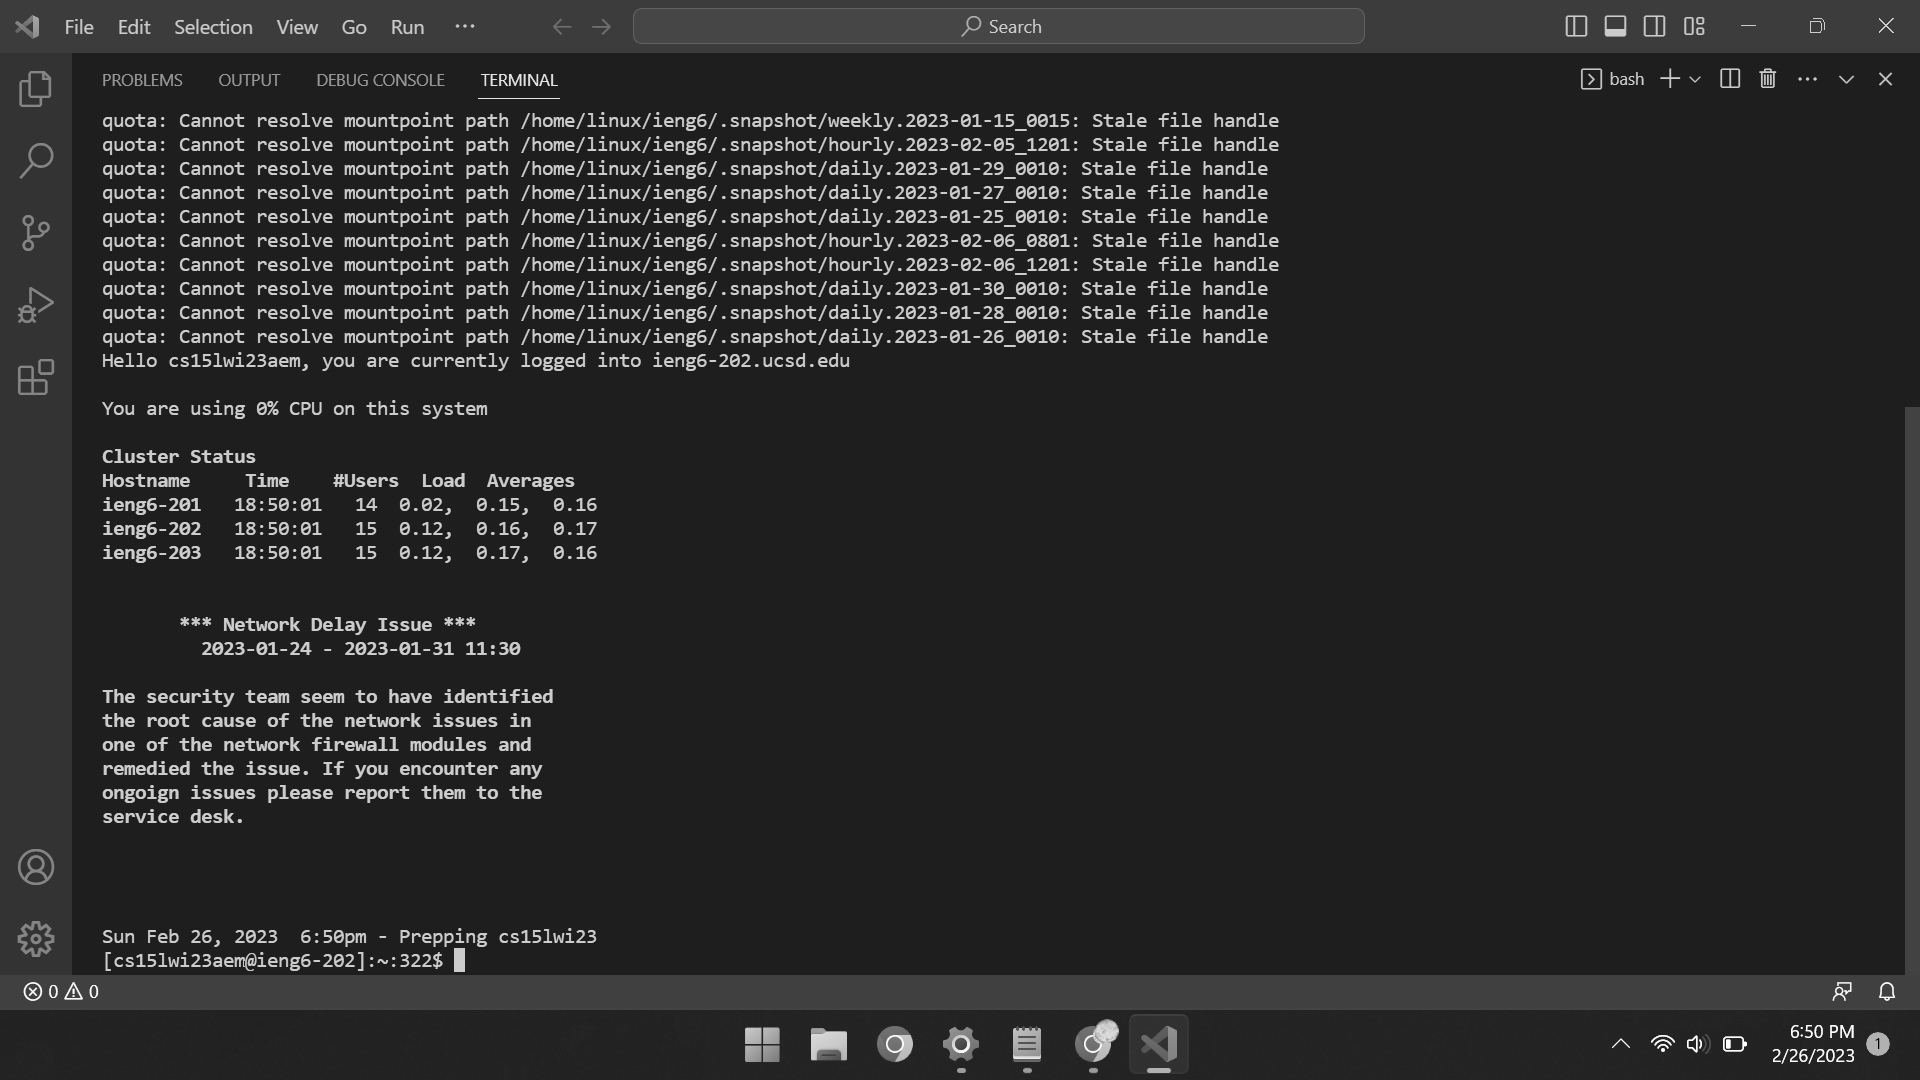 File Edit Selection View Go Run ··· Search
PROBLEMS OUTPUT DEBUG CONSOLE TERMINAL bash
quota: Cannot resolve mountpoint path /home/linux/ieng6/.snapshot/weekly.2023-01-15_0015: Stale file handle
quota: Cannot resolve mountpoint path /home/linux/ieng6/.snapshot/hourly.2023-02-05_1201: Stale file handle
quota: Cannot resolve mountpoint path /home/linux/ieng6/.snapshot/daily.2023-01-29_0010: Stale file handle
quota: Cannot resolve mountpoint path /home/linux/ieng6/.snapshot/daily.2023-01-27_0010: Stale file handle
quota: Cannot resolve mountpoint path /home/linux/ieng6/.snapshot/daily.2023-01-25_0010: Stale file handle
quota: Cannot resolve mountpoint path /home/linux/ieng6/.snapshot/hourly.2023-02-06_0801: Stale file handle
quota: Cannot resolve mountpoint path /home/linux/ieng6/.snapshot/hourly.2023-02-06_1201: Stale file handle
quota: Cannot resolve mountpoint path /home/linux/ieng6/.snapshot/daily.2023-01-30_0010: Stale file handle
quota: Cannot resolve mountpoint path /home/linux/ieng6/.snapshot/daily.2023-01-28_0010: Stale file handle
quota: Cannot resolve mountpoint path /home/linux/ieng6/.snapshot/daily.2023-01-26_0010: Stale file handle
Hello cs15lwi23aem, you are currently logged into ieng6-202.ucsd.edu
You are using 0% CPU on this system
Cluster Status
Hostname Time #Users Load Averages
ieng6-201 18:50:01 14 0.02, 0.15, 0.16
ieng6-202 18:50:01 15 0.12, 0.16, 0.17
ieng6-203 18:50:01 15 0.12, 0.17, 0.16
*** Network Delay Issue ***
2023-01-24 - 2023-01-31 11:30
The security team seem to have identified
the root cause of the network issues in
one of the network firewall modules and
remedied the issue. If you encounter any
ongoign issues please report them to the
service desk.
Sun Feb 26, 2023 6:50pm - Prepping cs15lwi23
[cs15lwi23aem@ieng6-202]:~:322$
0 0
6:50 PM
2/26/2023 1